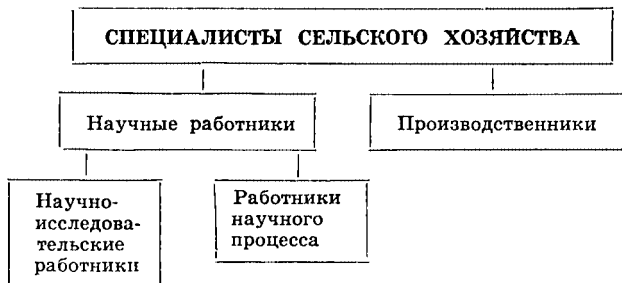 СПЕЦИАЛИСТЫ СЕЛЬСКОГО ХОЗЯЙСТВА
Научные работники
Производственники
Научно-
исследова-
тельские
работники
Работники
научного
процесса